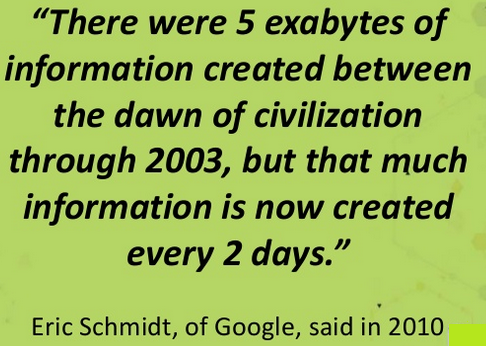 “There were 5 exabytes of
information created between
the dawn of civilization
through 2003, but that much
information is now created
every 2 days.”
Eric Schmidt, of Google, said in 2010